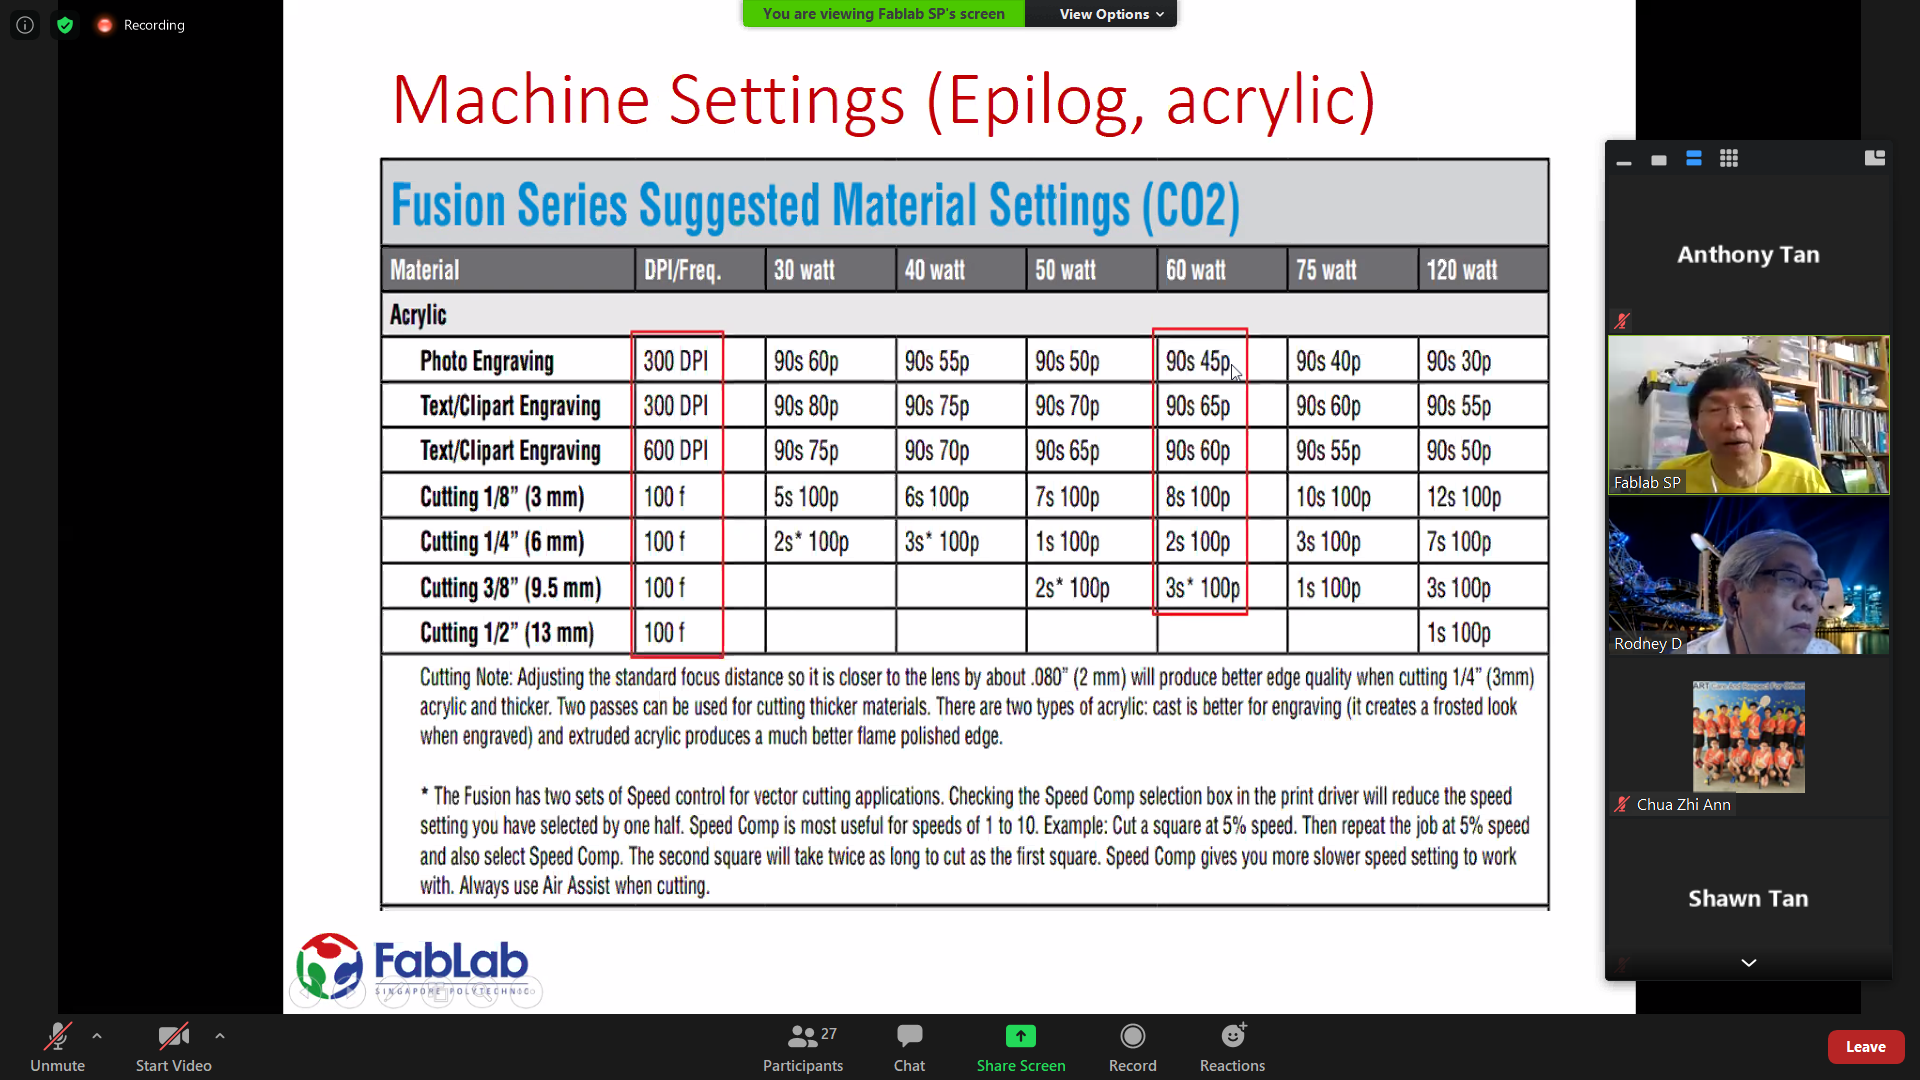 Recording
You are viewing Fablab SP's screen View Options
Machine Settings (Epilog, acrylic)
Fusion Series Suggested Material Settings (CO2)
Material DPI/Freq. 30 watt 40 watt 50 watt 60 watt 75 watt 120 watt
Acrylic
Photo Engraving 300 DPI 90s 60p 90s 55p 90s 50p 90s 45p 90s 40p 90s 30p
Text/Clipart Engraving 300 DPI 90s 80p 90s 75p 90s 70p 90s 65p 90s 60p 90s 55p
Text/Clipart Engraving 600 DPI 90s 75p 90s 70p 90s 65p 90s 60p 90s 55p 90s 50p
Cutting 1/8” (3 mm) 100 f 5s 100p 6s 100p 7s 100p 8s 100p 10s 100p 12s 100p
Cutting 1/4” (6 mm) 100 f 2s* 100p 3s* 100p 1s 100p 2s 100p 3s 100p 7s 100p
Cutting 3/8” (9.5 mm) 100 f 2s* 100p 3s* 100p 1s 100p 3s 100p
Cutting 1/2” (13 mm) 100 f 1s 100p
Cutting Note: Adjusting the standard focus distance so it is closer to the lens by about .080” (2 mm) will produce better edge quality when cutting 1/4” (3mm)
acrylic and thicker. Two passes can be used for cutting thicker materials. There are two types of acrylic: cast is better for engraving (it creates a frosted look
when engraved) and extruded acrylic produces a much better flame polished edge.
* The Fusion has two sets of Speed control for vector cutting applications. Checking the Speed Comp selection box in the print driver will reduce the speed
setting you have selected by one half. Speed Comp is most useful for speeds of 1 to 10. Example: Cut a square at 5% speed. Then repeat the job at 5% speed
and also select Speed Comp. The second square will take twice as long to cut as the first square. Speed Comp gives you more slower speed setting to work
with. Always use Air Assist when cutting.
FabLab
SINGAPORE POLYTECHNIC
Anthony Tan
Fablab SP
Rodney D
Chua Zhi Ann
Shawn Tan
Unmute
Start Video
27
Participants
Chat
Share Screen
Record
Reactions
Leave